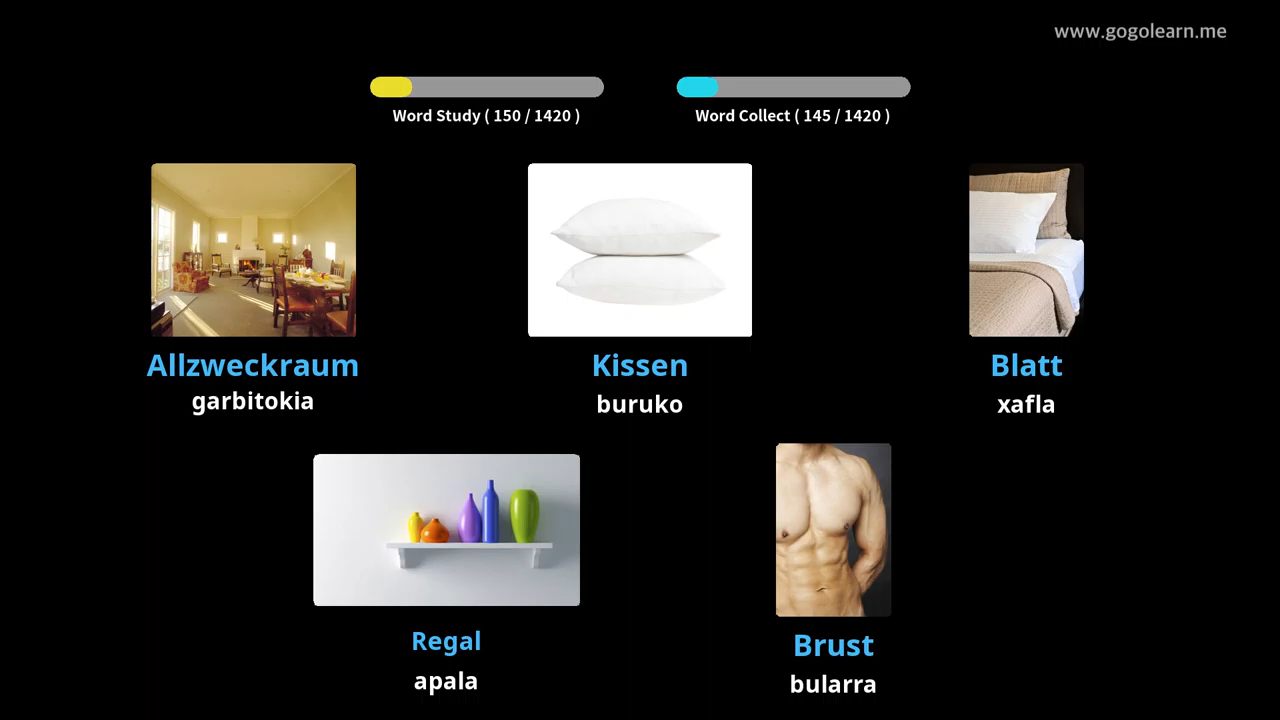 www.gogolearn.me
Word Study ( 150 / 1420 )
Word Collect ( 145 / 1420 )
Allzweckraum
garbitokia
Kissen
buruko
Blatt
xafla
Regal
apala
Brust
bularra